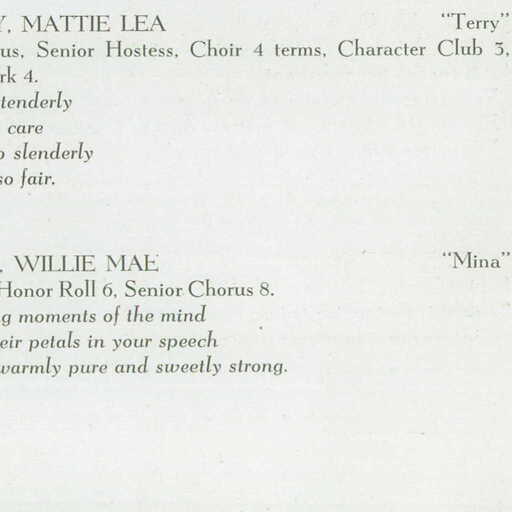 Y, MATTIE LEA "Terry"
us, Senior Hostess, Choir 4 terms, Character Club 3,
rk 4.
tenderly
care
o slenderly
so fair.
, WILLIE MAE "Mina"
Honor Roll 6, Senior Chorus 8.
g moments of the mind
eir petals in your speech
warmly pure and sweetly strong.